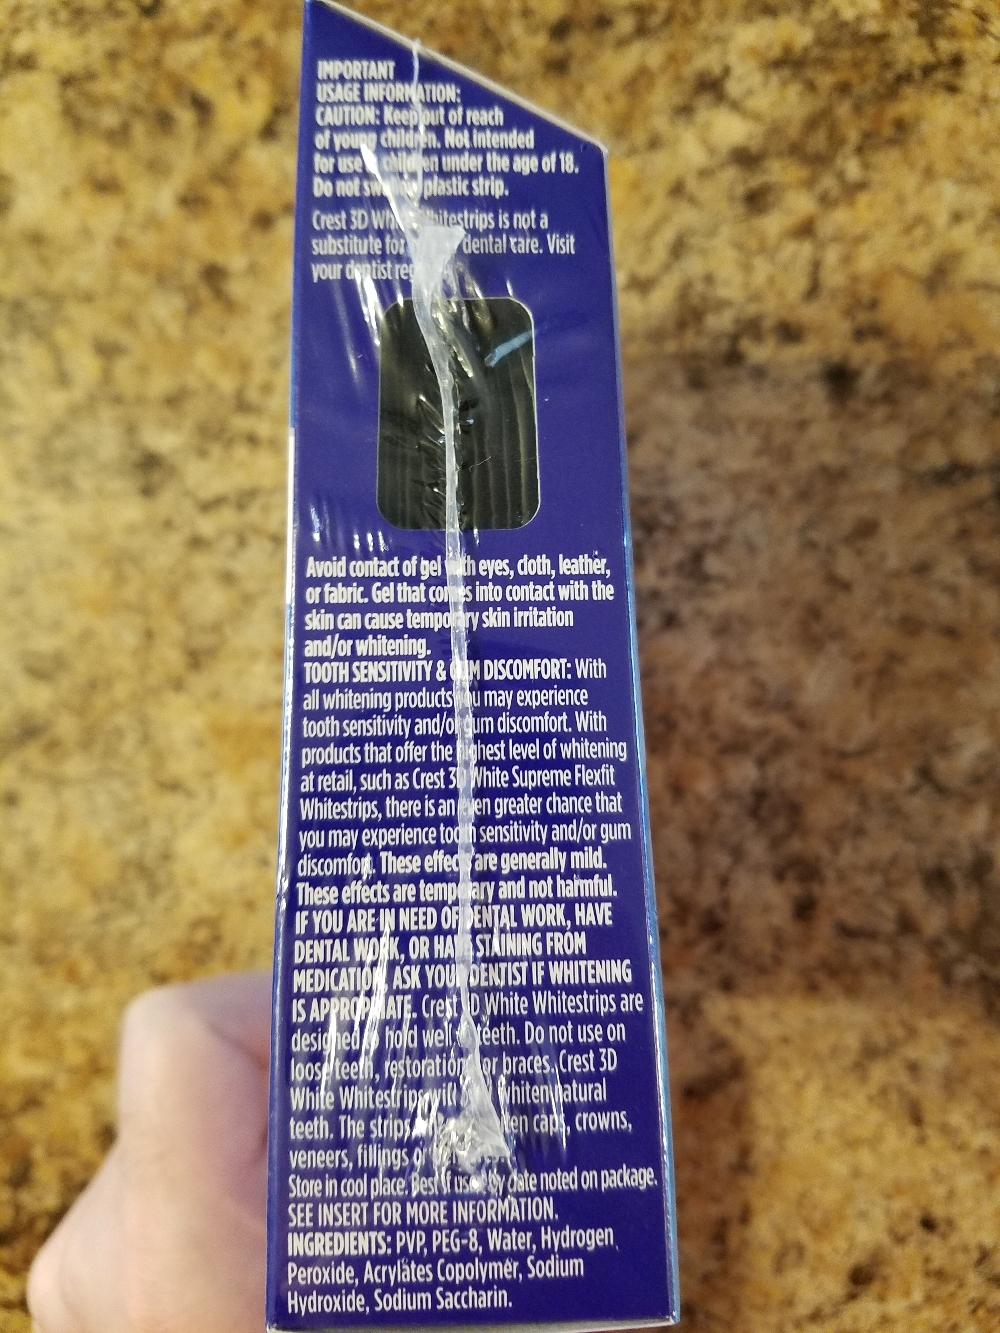 IMPORTANT
USAGE INFORMATION:
CAUTION: Keep out of reach
of young children. Not intended
for use children under the age of 18.
Do not plastic strip.
Crest 3D White Whitestrips is not a
substitute for dental care. Visit
your dentist
Avoid contact of gel with eyes, cloth, leather,
or fabric. Gel that comes into contact with the
skin can cause temporary skin irritation
and/or whitening.
TOOTH SENSITIVITY & GUM DISCOMFORT: With
all whitening products you may experience
tooth sensitivity and/or gum discomfort. With
products that offer the highest level of whitening
at retail, such as Crest 3D White Supreme Flexfit
Whitestrips, there is an even greater chance that
you may experience tooth sensitivity and/or gum
discomfort. These effects are generally mild.
These effects are temporary and not harmful.
IF YOU ARE IN NEED OF DENTAL WORK, HAVE
DENTAL WORK, OR HAVE STAINING FROM
MEDICATION, ASK YOUR DENTIST IF WHITENING
IS APPROPRIATE. Crest 3D White Whitestrips are
designed to hold well to teeth. Do not use on
loose teeth, restorations or braces. Crest 3D
White Whitestrips will whiten natural
teeth. The strips caps, crowns,
veneers, fillings or
Store in cool place. Best if used by date noted on package.
SEE INSERT FOR MORE INFORMATION.
INGREDIENTS: PVP, PEG-8, Water, Hydrogen
Peroxide, Acrylates Copolymer, Sodium
Hydroxide, Sodium Saccharin.